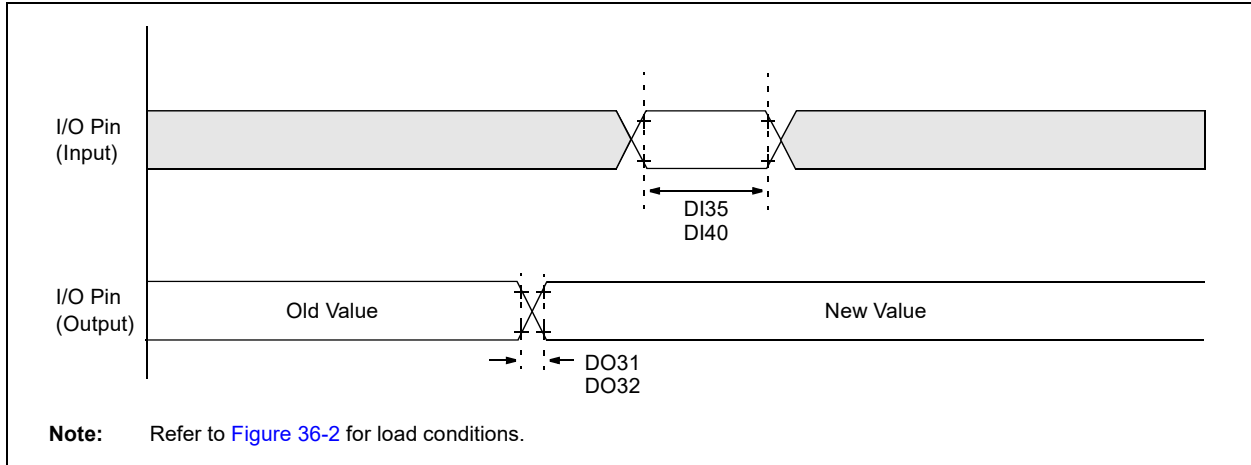 I/O Pin
(Input)
DI35
DI40
I/O Pin
(Output)
Old Value
New Value
DO31
DO32
Note: Refer to Figure 36-2 for load conditions.